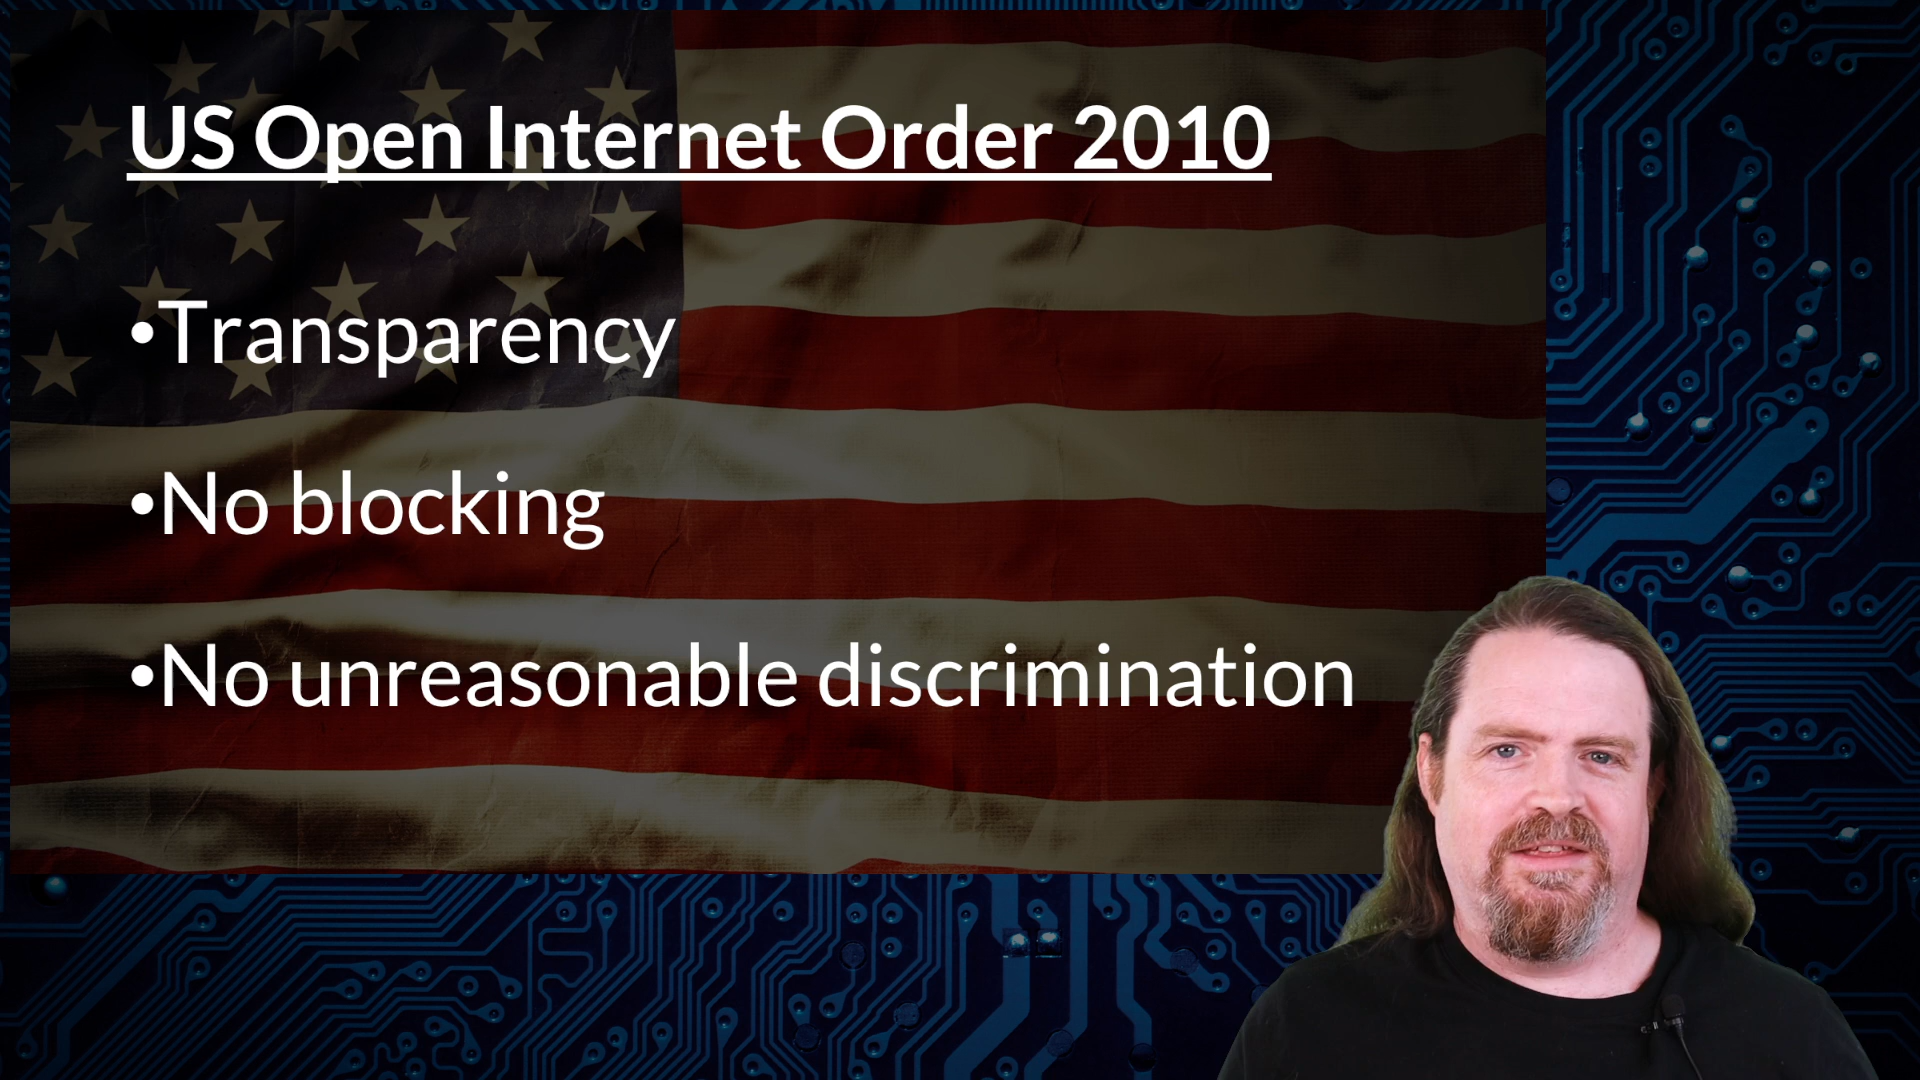 US Open Internet Order 2010
•Transparency
•No blocking
•No unreasonable discrimination